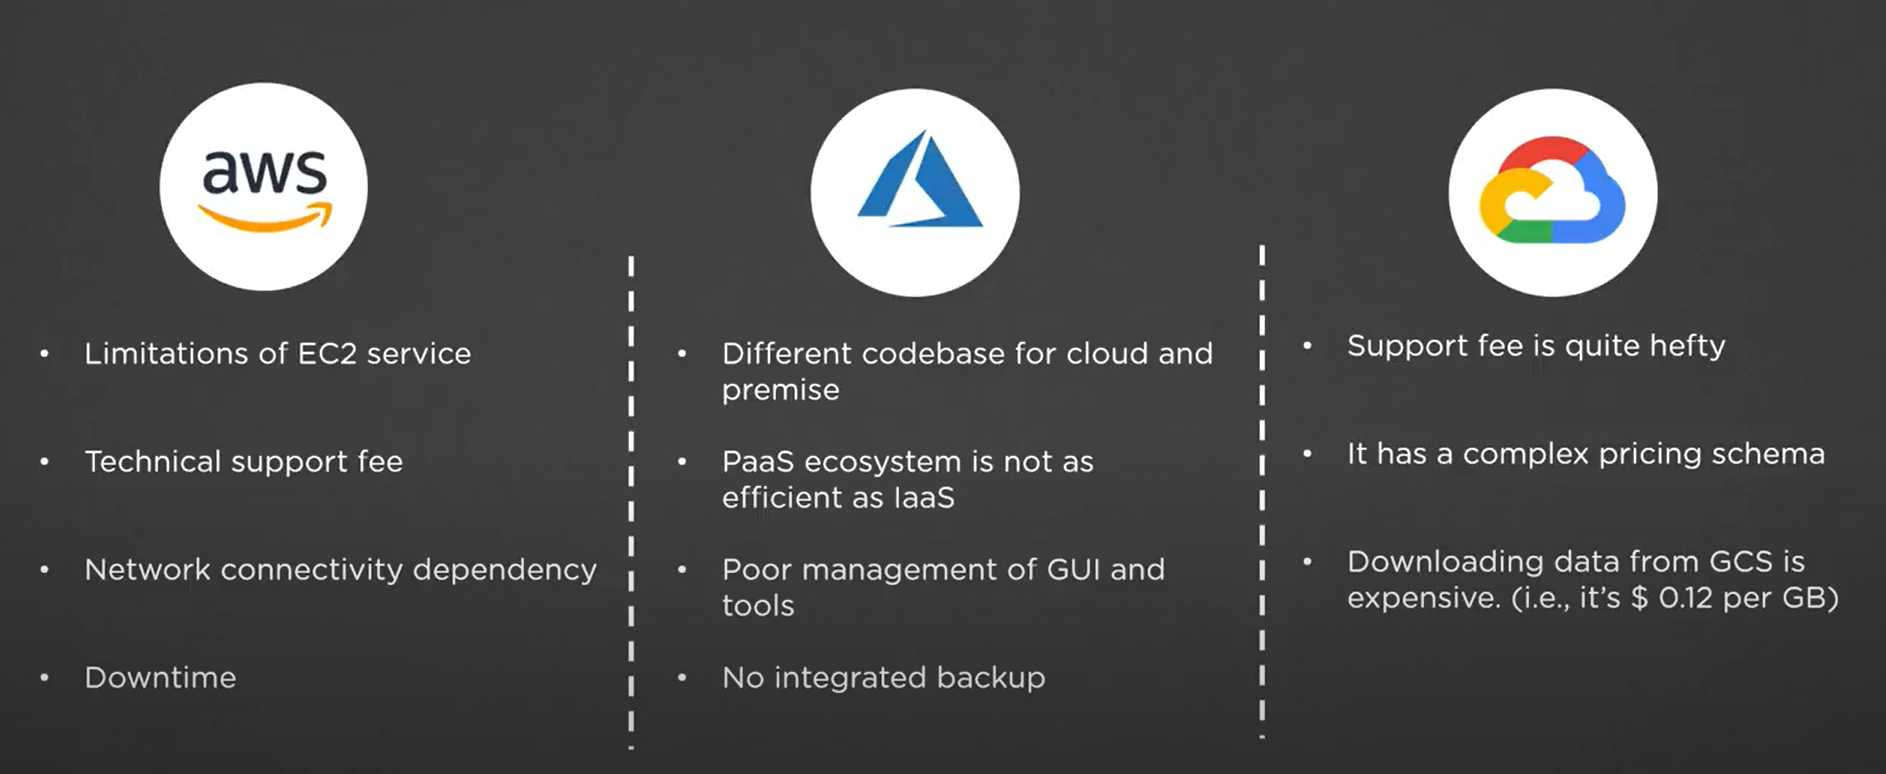 aws
• Limitations of EC2 service
• Technical support fee
• Network connectivity dependency
• Downtime
• Different codebase for cloud and
premise
• PaaS ecosystem is not as
efficient as IaaS
• Poor management of GUI and
tools
• No integrated backup
• Support fee is quite hefty
• It has a complex pricing schema
• Downloading data from GCS is
expensive. (i.e., it's $ 0.12 per GB)